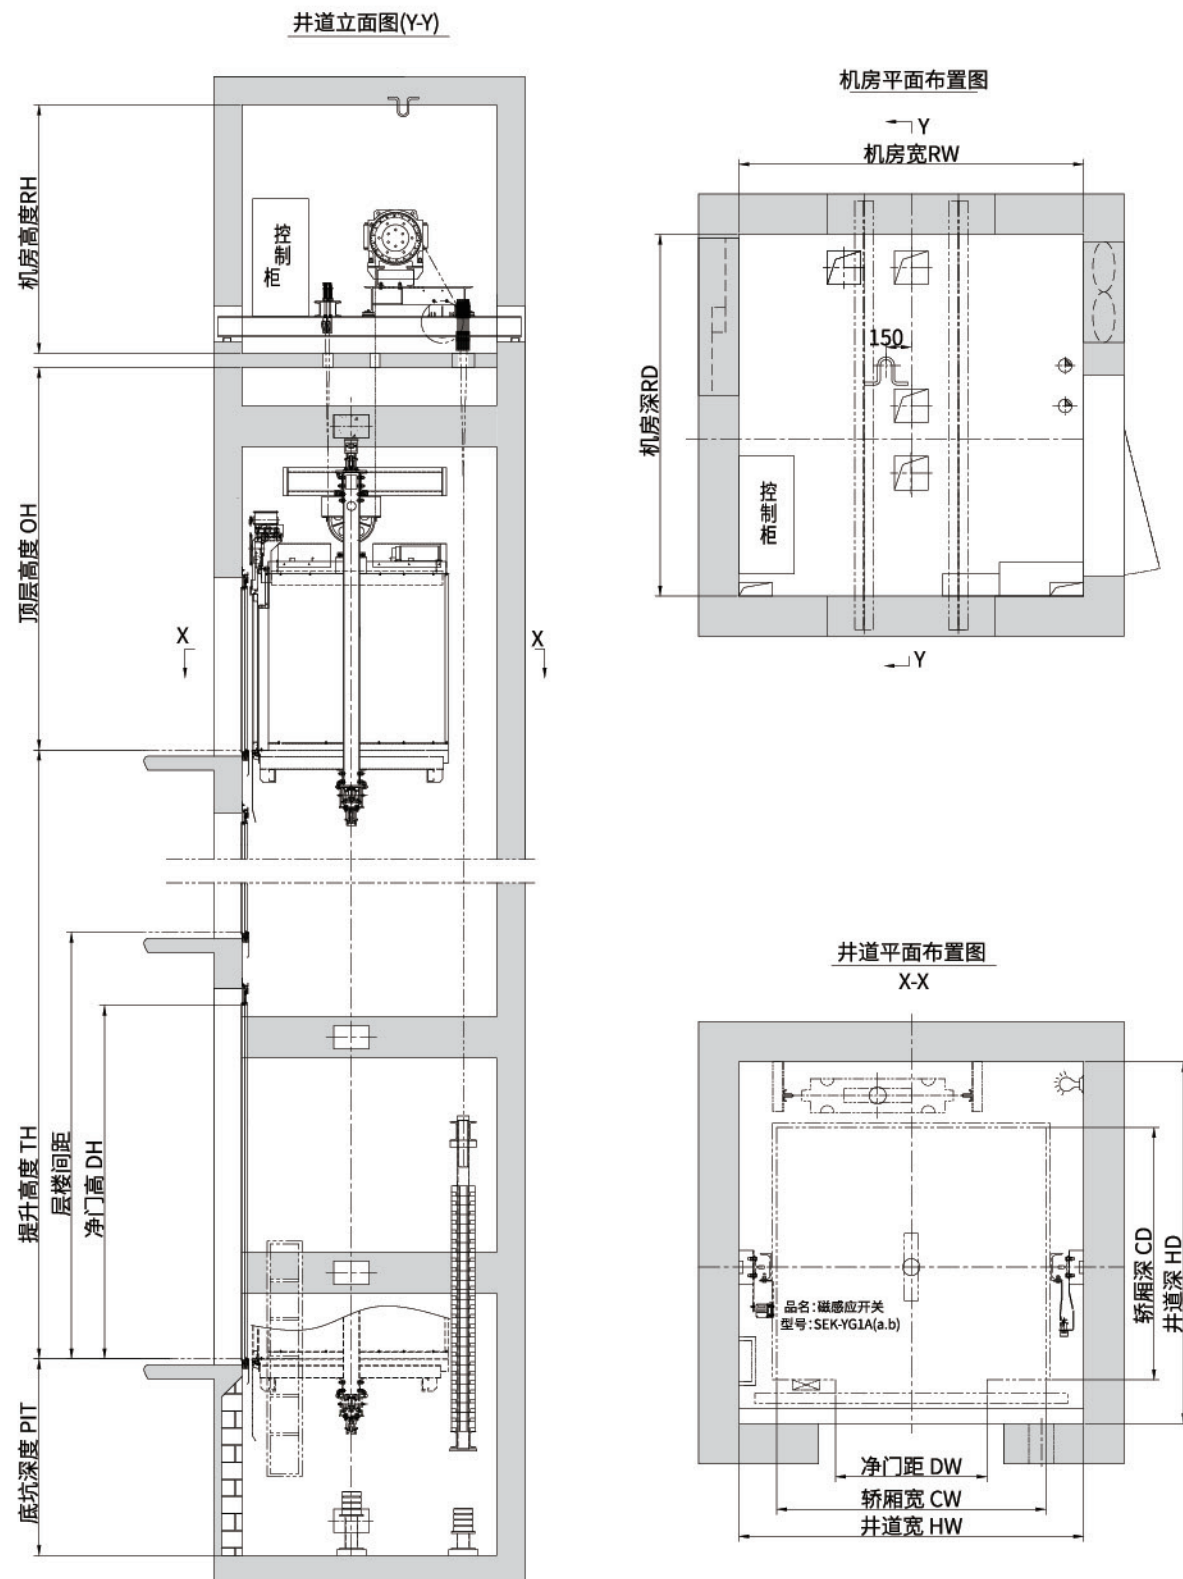 井道立面图(Y-Y)
机房高度RH
控制柜
顶层高度 OH
X
X
提升高度 TH
层楼间距
净门高 DH
底坑深度 PIT
机房平面布置图
Y
机房宽RW
机房深RD
150
控制柜
Y
井道平面布置图
X-X
品名:磁感应开关
型号:SEK-YG1A(a.b)
轿厢深 CD
井道深 HD
净门距 DW
轿厢宽 CW
井道宽 HW